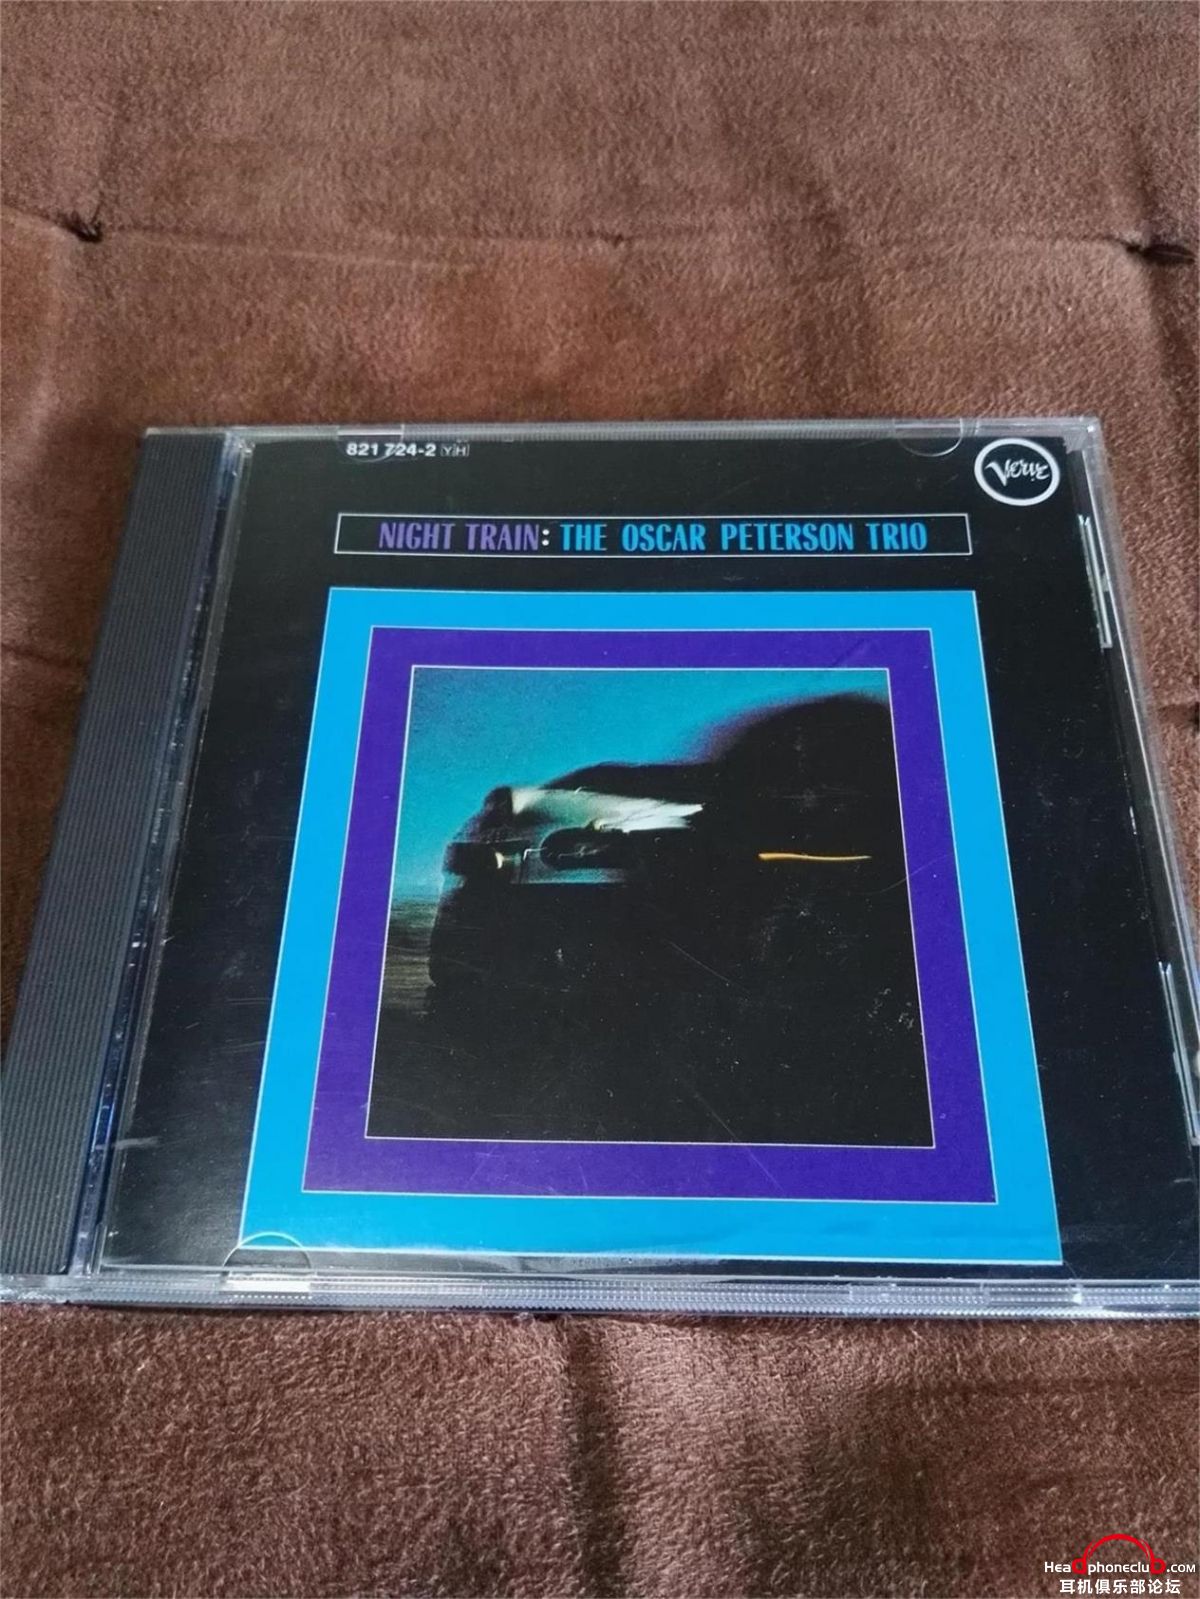 821 724-2 YH
Verve
NIGHT TRAIN: THE OSCAR PETERSON TRIO
Headphoneclub.com
耳机俱乐部论坛